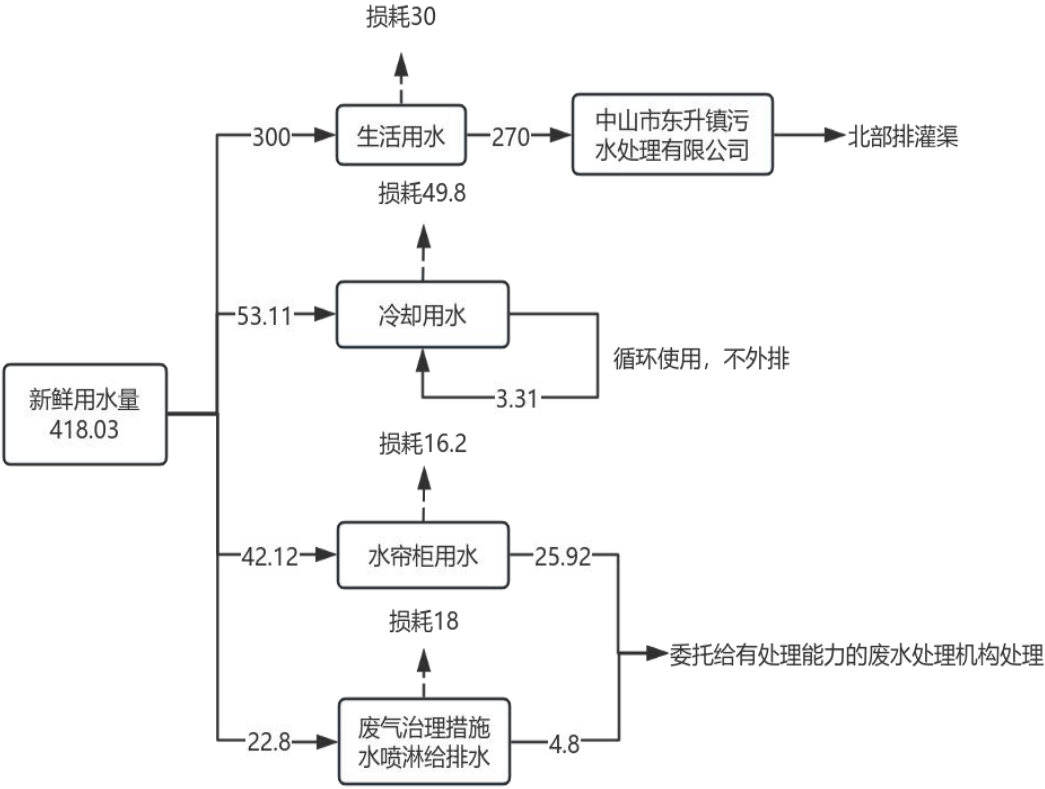 损耗30
300
生活用水
270
中山市东升镇污
水处理有限公司
北部排灌渠
损耗49.8
53.11
冷却用水
循环使用，不外排
3.31
新鲜用水量
418.03
损耗16.2
42.12
水帘柜用水
25.92
损耗18
委托给有处理能力的废水处理机构处理
22.8
废气治理措施
水喷淋给排水
4.8